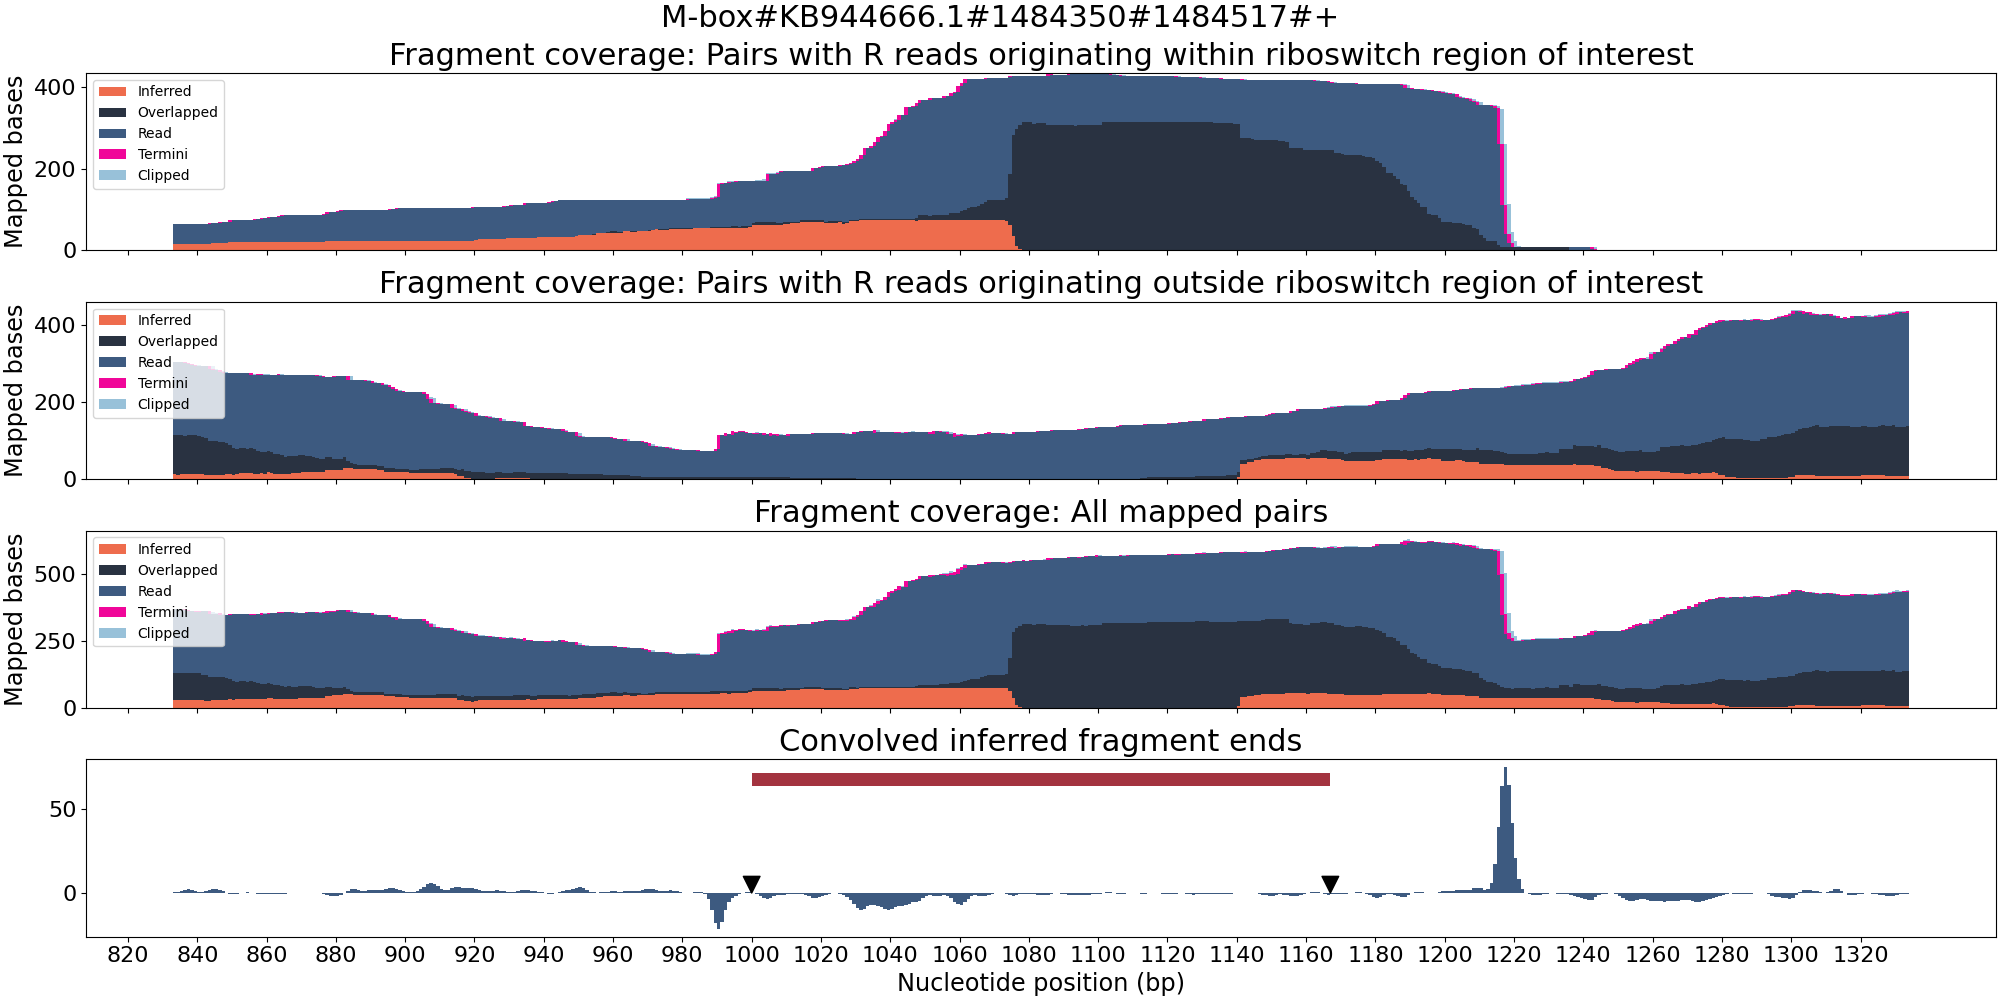 M-box#KB944666.1#1484350#1484517#+
Fragment coverage: Pairs with R reads originating within riboswitch region of interest
Mapped bases
400
200
0
Inferred
Overlapped
Read
Termini
Clipped
Fragment coverage: Pairs with R reads originating outside riboswitch region of interest
Mapped bases
400
200
0
Inferred
Overlapped
Read
Termini
Clipped
Fragment coverage: All mapped pairs
Mapped bases
500
250
0
Inferred
Overlapped
Read
Termini
Clipped
Convolved inferred fragment ends
50
0
820 840 860 880 900 920 940 960 980 1000 1020 1040 1060 1080 1100 1120 1140 1160 1180 1200 1220 1240 1260 1280 1300 1320
Nucleotide position (bp)